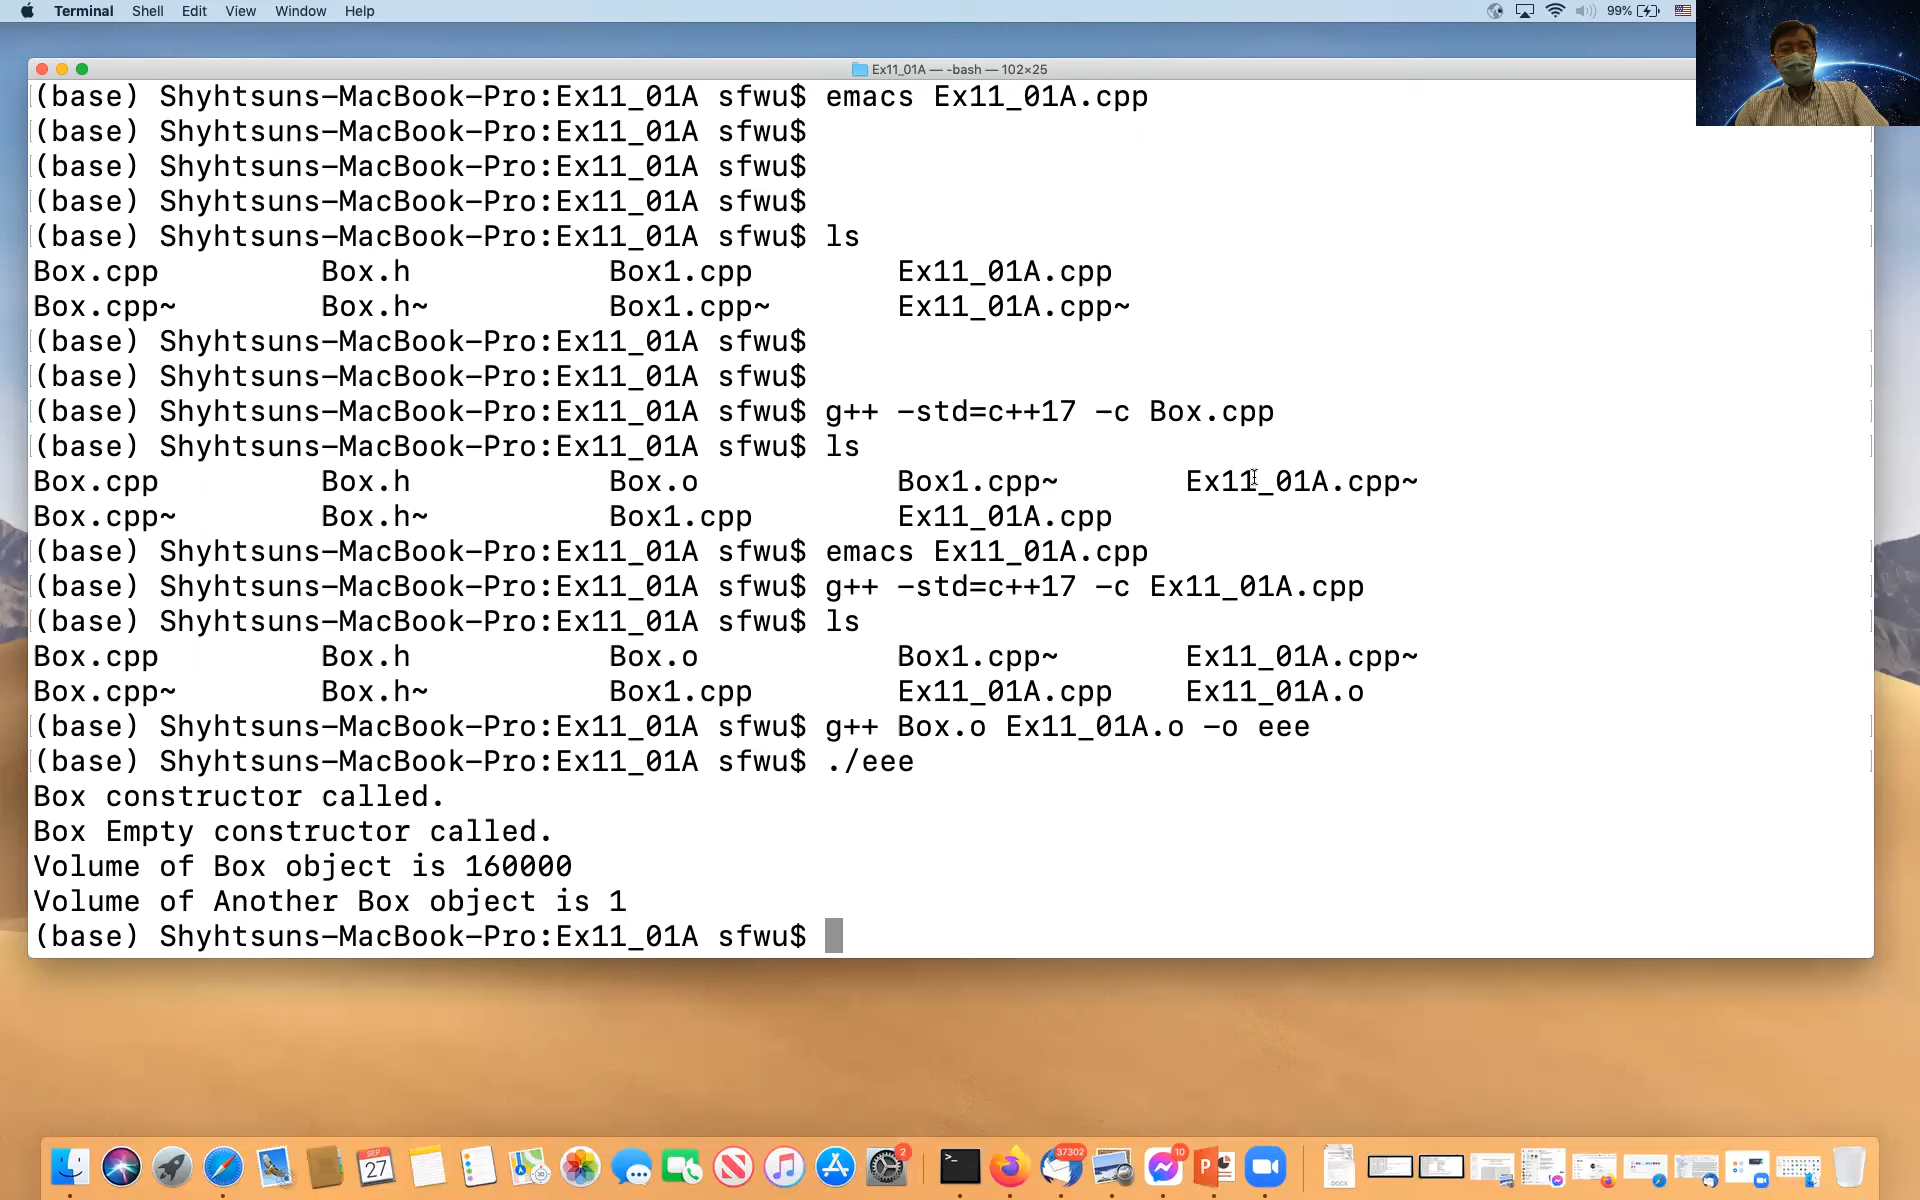 Terminal Shell Edit View Window Help 99%
Ex11_01A — -bash — 102×25
(base) Shyhtsuns-MacBook-Pro:Ex11_01A sfwu$ emacs Ex11_01A.cpp
(base) Shyhtsuns-MacBook-Pro:Ex11_01A sfwu$
(base) Shyhtsuns-MacBook-Pro:Ex11_01A sfwu$
(base) Shyhtsuns-MacBook-Pro:Ex11_01A sfwu$
(base) Shyhtsuns-MacBook-Pro:Ex11_01A sfwu$ ls
Box.cpp Box.h Box1.cpp Ex11_01A.cpp
Box.cpp~ Box.h~ Box1.cpp~ Ex11_01A.cpp~
(base) Shyhtsuns-MacBook-Pro:Ex11_01A sfwu$
(base) Shyhtsuns-MacBook-Pro:Ex11_01A sfwu$
(base) Shyhtsuns-MacBook-Pro:Ex11_01A sfwu$ g++ -std=c++17 -c Box.cpp
(base) Shyhtsuns-MacBook-Pro:Ex11_01A sfwu$ ls
Box.cpp Box.h Box.o Box1.cpp~ Ex11_01A.cpp~
Box.cpp~ Box.h~ Box1.cpp Ex11_01A.cpp
(base) Shyhtsuns-MacBook-Pro:Ex11_01A sfwu$ emacs Ex11_01A.cpp
(base) Shyhtsuns-MacBook-Pro:Ex11_01A sfwu$ g++ -std=c++17 -c Ex11_01A.cpp
(base) Shyhtsuns-MacBook-Pro:Ex11_01A sfwu$ ls
Box.cpp Box.h Box.o Box1.cpp~ Ex11_01A.cpp~
Box.cpp~ Box.h~ Box1.cpp Ex11_01A.cpp Ex11_01A.o
(base) Shyhtsuns-MacBook-Pro:Ex11_01A sfwu$ g++ Box.o Ex11_01A.o -o eee
(base) Shyhtsuns-MacBook-Pro:Ex11_01A sfwu$ ./eee
Box constructor called.
Box Empty constructor called.
Volume of Box object is 160000
Volume of Another Box object is 1
(base) Shyhtsuns-MacBook-Pro:Ex11_01A sfwu$
SEP
27
2
37302
10
P
DOCX